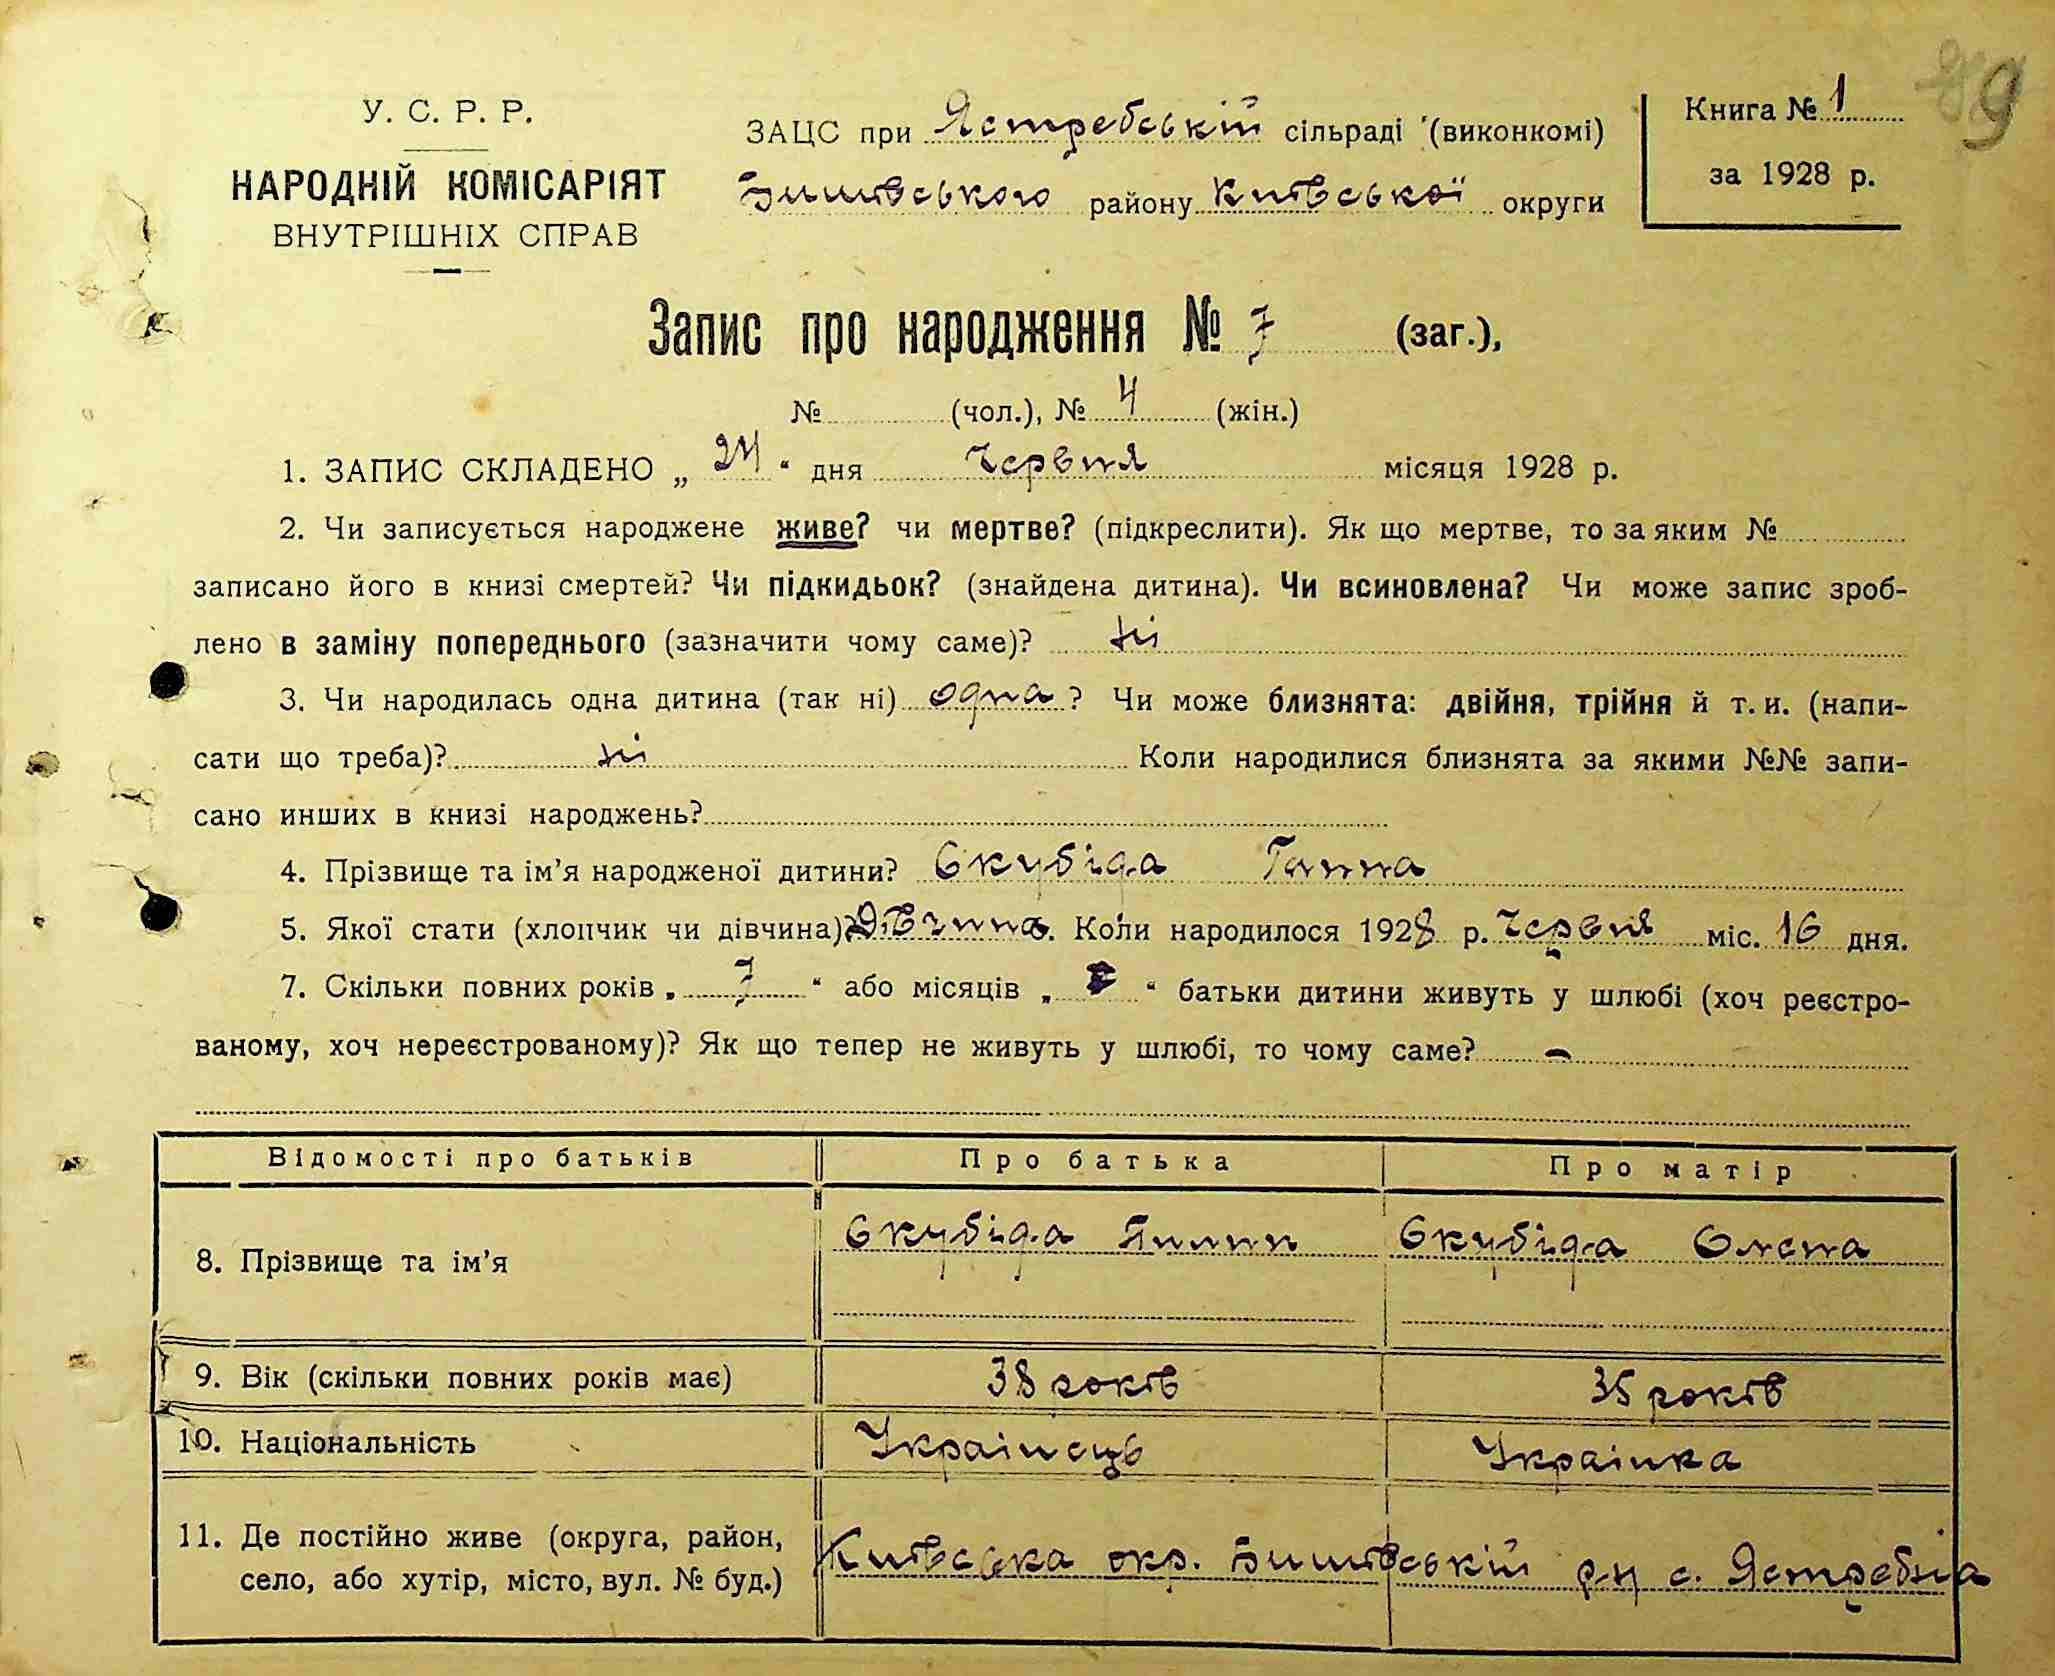 У. С. Р. Р.
НАРОДНІЙ КОМІСАРІЯТ
ВНУТРІШНІХ СПРАВ
ЗАЦС при Ястребській сільраді (виконкомі)
Бишівського району Київської округи
Книга № 1
за 1928 р.
Запис про народження № 7 (заг.),
№ (чол.), № 4 (жін.)
1. ЗАПИС СКЛАДЕНО „ 24 “ дня Червня місяця 1928 р.
2. Чи записується народжене живе? чи мертве? (підкреслити). Як що мертве, то за яким №
записано його в книзі смертей? Чи підкидьок? (знайдена дитина). Чи всиновлена? Чи може запис зроб-
лено в заміну попереднього (зазначити чому саме)? ні
3. Чи народилась одна дитина (так ні) одна ? Чи може близнята: двійня, трійня й т. и. (напи-
сати що треба)? ні Коли народилися близнята за якими №№ запи-
сано инших в книзі народжень?
4. Прізвище та ім’я народженої дитини? Скубіда Ганна
5. Якої стати (хлопчик чи дівчина)? Дівчина. Коли народилося 1928 р. Червня міс. 16 дня.
7. Скільки повних років „ 7 “ або місяців „ “ батьки дитини живуть у шлюбі (хоч реєстро-
ваному, хоч нереєстрованому)? Як що тепер не живуть у шлюбі, то чому саме? -
Відомості про батьків Про батька Про матір
8. Прізвище та ім’я Скубіда Пилип Скубіда Олена
9. Вік (скільки повних років має) 38 років 35 років
10. Національність Українець Українка
11. Де постійно живе (округа, район,
село, або хутір, місто, вул. № буд.) Київська окр. Бишівській р-н с. Ястребна